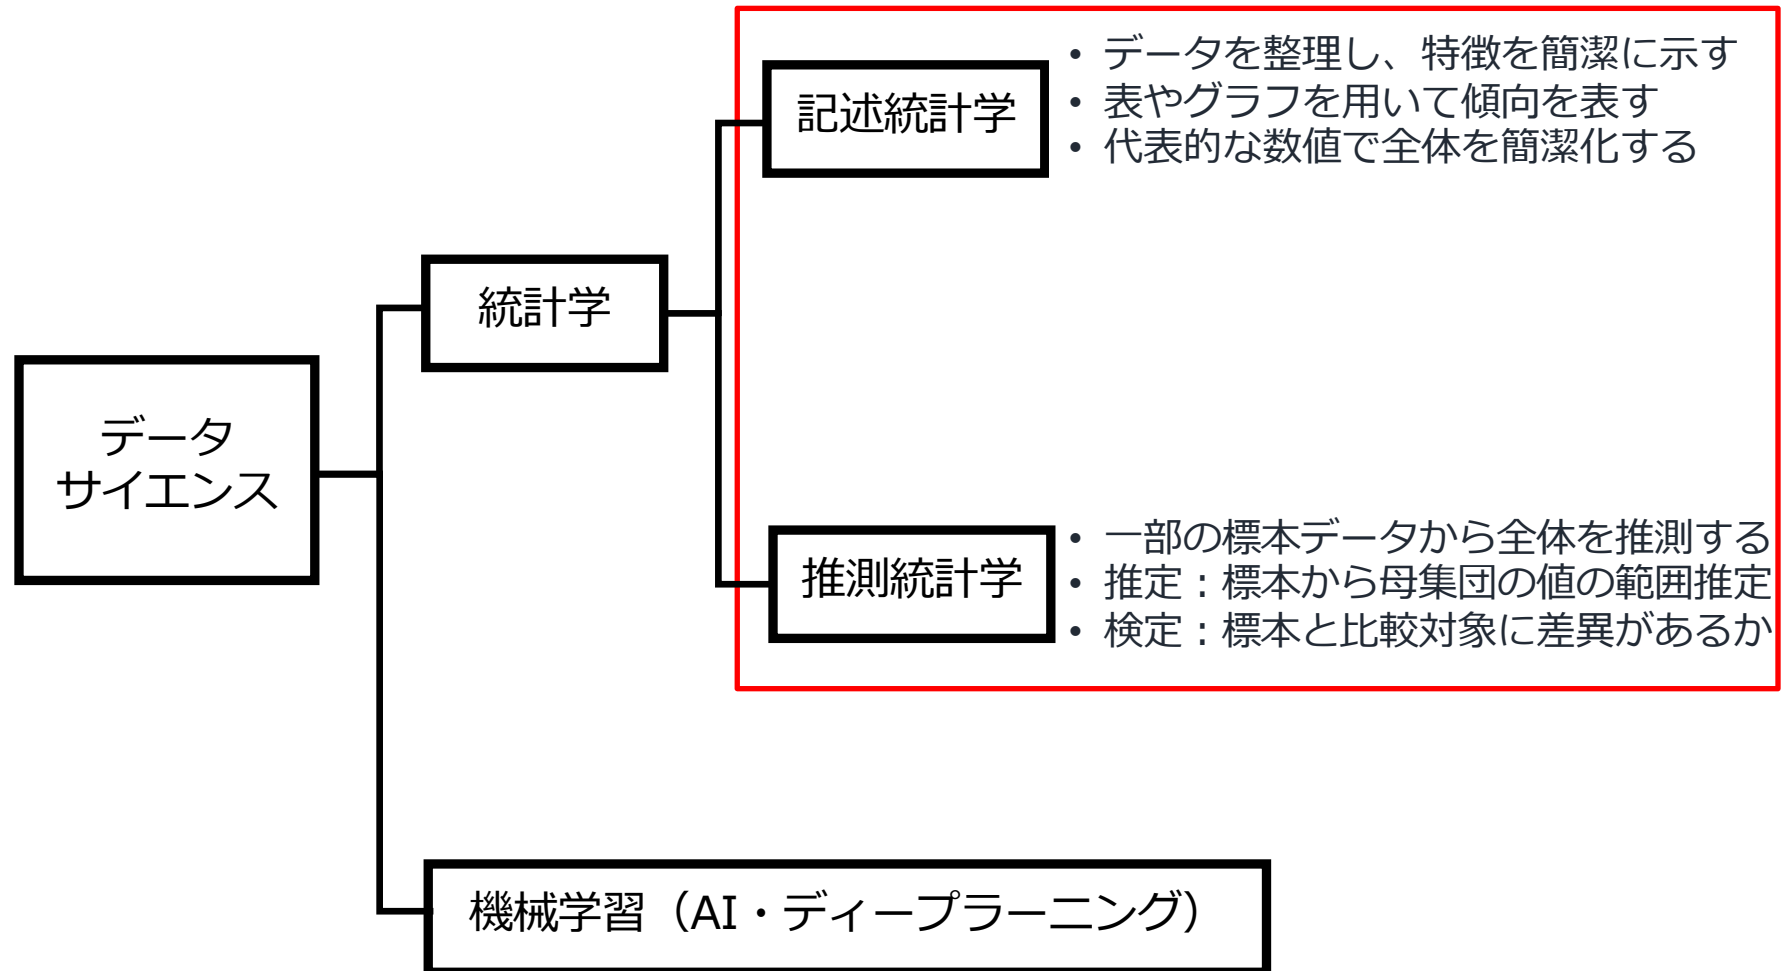 データ
サイエンス
統計学
記述統計学
• データを整理し、特徴を簡潔に示す
• 表やグラフを用いて傾向を表す
• 代表的な数値で全体を簡潔化する
推測統計学
• 一部の標本データから全体を推測する
• 推定：標本から母集団の値の範囲推定
• 検定：標本と比較対象に差異があるか
機械学習（AI・ディープラーニング）